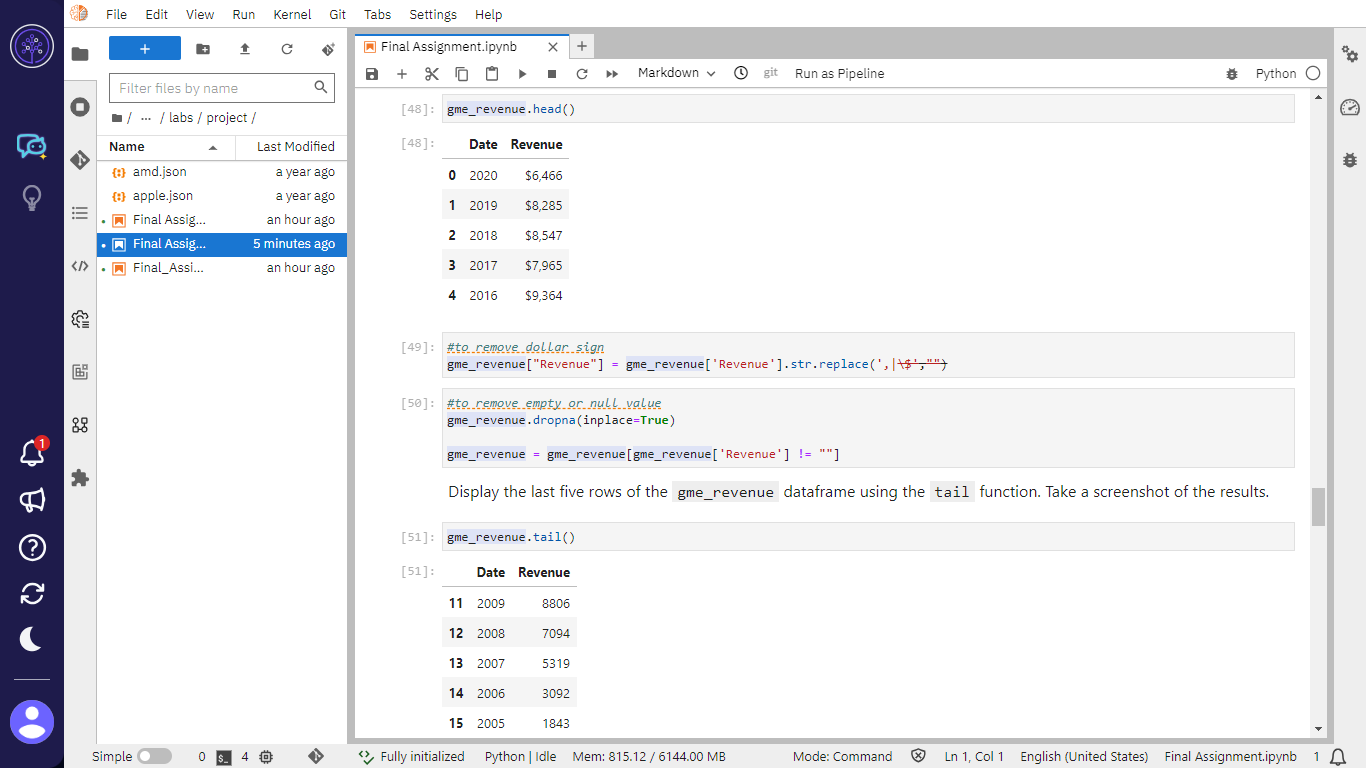 File Edit View Run Kernel Git Tabs Settings Help
+
Final Assignment.ipynb
+
Markdown
git
Run as Pipeline
Python
Filter files by name
/ ... / labs / project /
Name Last Modified
amd.json a year ago
apple.json a year ago
Final Assig... an hour ago
Final Assig... 5 minutes ago
Final_Assi... an hour ago
[48]: gme_revenue.head()
[48]:
Date Revenue
0 2020 $6,466
1 2019 $8,285
2 2018 $8,547
3 2017 $7,965
4 2016 $9,364
[49]: #to remove dollar sign
gme_revenue["Revenue"] = gme_revenue['Revenue'].str.replace(',|\$',"")
[50]: #to remove empty or null value
gme_revenue.dropna(inplace=True)
gme_revenue = gme_revenue[gme_revenue['Revenue'] != ""]
Display the last five rows of the gme_revenue dataframe using the tail function. Take a screenshot of the results.
[51]: gme_revenue.tail()
[51]:
Date Revenue
11 2009 8806
12 2008 7094
13 2007 5319
14 2006 3092
15 2005 1843
1
Simple 0 $_ 4 Fully initialized Python | Idle Mem: 815.12 / 6144.00 MB Mode: Command Ln 1, Col 1 English (United States) Final Assignment.ipynb 1